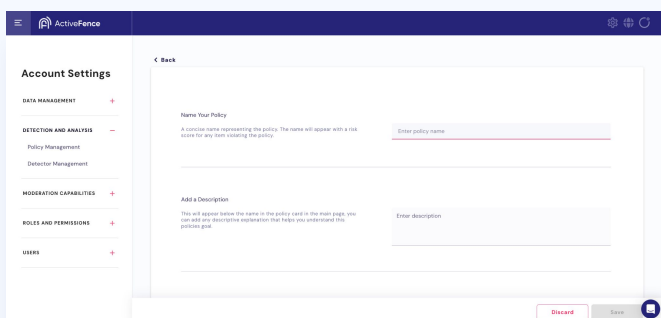 ActiveFence
Back
Account Settings
DATA MANAGEMENT
DETECTION AND ANALYSIS
Policy Management
Detector Management
MODERATION CAPABILITIES
ROLES AND PERMISSIONS
USERS
Name Your Policy
A concise name representing the policy. The name will appear with a risk
score for any item violating the policy.
Enter policy name
Add a Description
This will appear below the name in the policy card in the main page, you
can add any descriptive explanation that helps you understand this
policies goal.
Enter description
Discard
Save